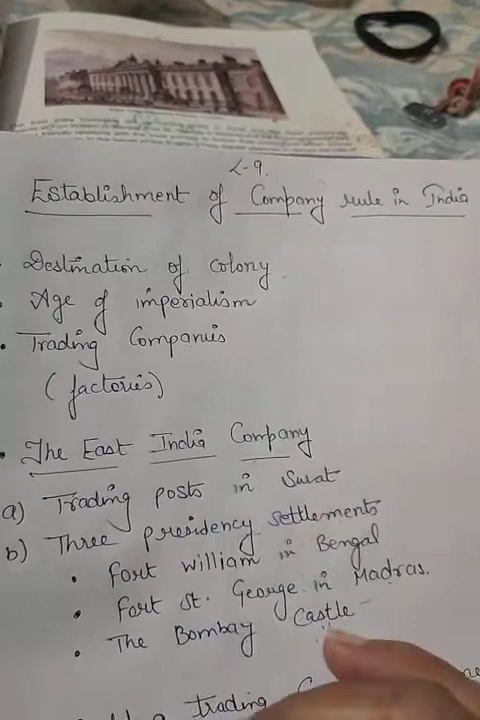 L-9.
Establishment of Company rule in India
• Destination of colony.
• Age of imperialism
• Trading Companies
(factories)
• The East India Company
a) Trading posts in Surat
b) Three presidency settlements
• Fort William in Bengal
• Fort St. George in Madras.
• The Bombay Castle
trading